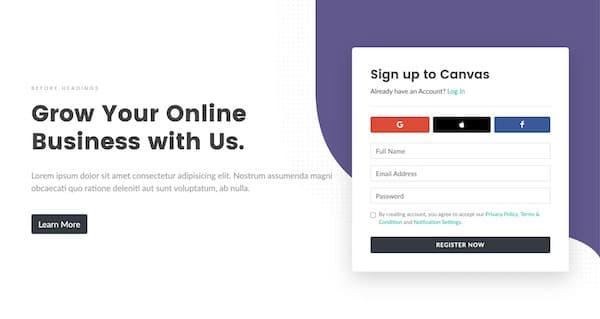 BEFORE HEADINGS
Grow Your Online
Business with Us.
Lorem ipsum dolor sit amet consectetur adipisicing elit. Nostrum assumenda magni
obcaecati quo ratione deleniti aut sunt voluptatum, ab nulla.
Learn More
Sign up to Canvas
Already have an Account? Log In
G
f
Full Name
Email Address
Password
By creating account, you agree to accept our Privacy Policy, Terms &
Condition and Notification Settings.
REGISTER NOW